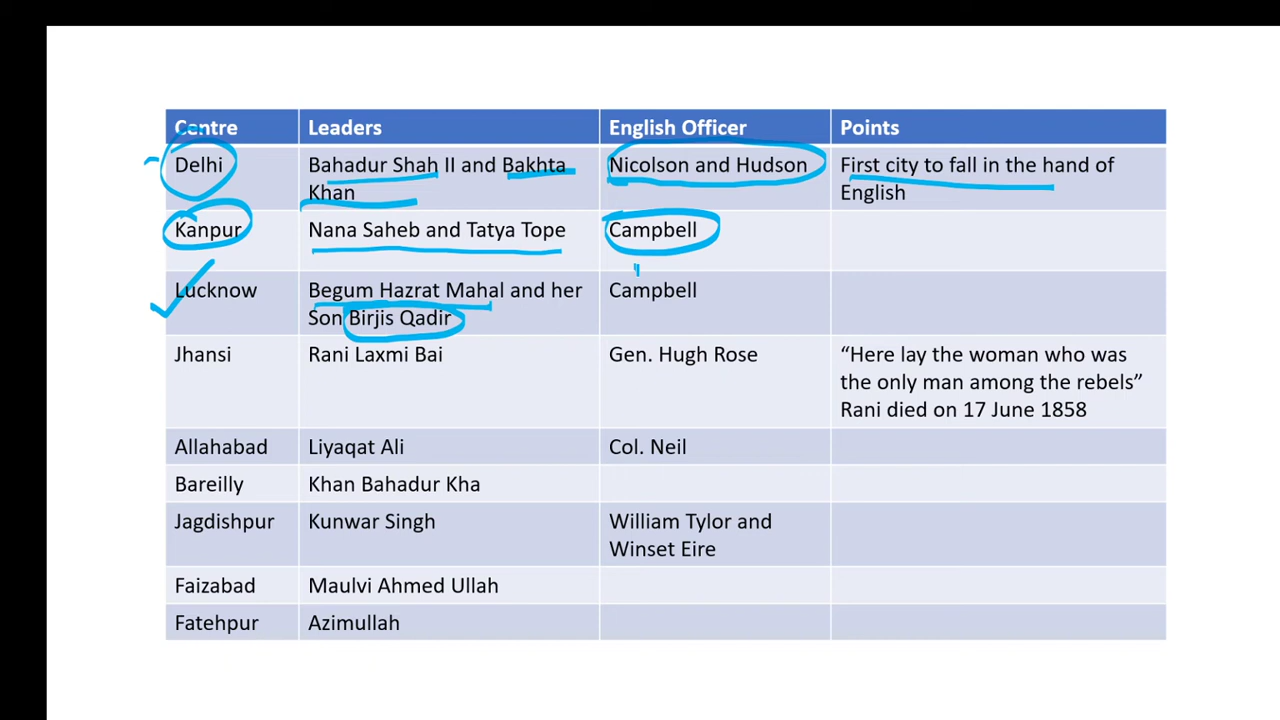 Centre Leaders English Officer Points
Delhi Bahadur Shah II and Bakhta Nicolson and Hudson First city to fall in the hand of
Khan English
Kanpur Nana Saheb and Tatya Tope Campbell
Lucknow Begum Hazrat Mahal and her Campbell
Son Birjis Qadir
Jhansi Rani Laxmi Bai Gen. Hugh Rose “Here lay the woman who was
the only man among the rebels”
Rani died on 17 June 1858
Allahabad Liyaqat Ali Col. Neil
Bareilly Khan Bahadur Kha
Jagdishpur Kunwar Singh William Tylor and
Winset Eire
Faizabad Maulvi Ahmed Ullah
Fatehpur Azimullah